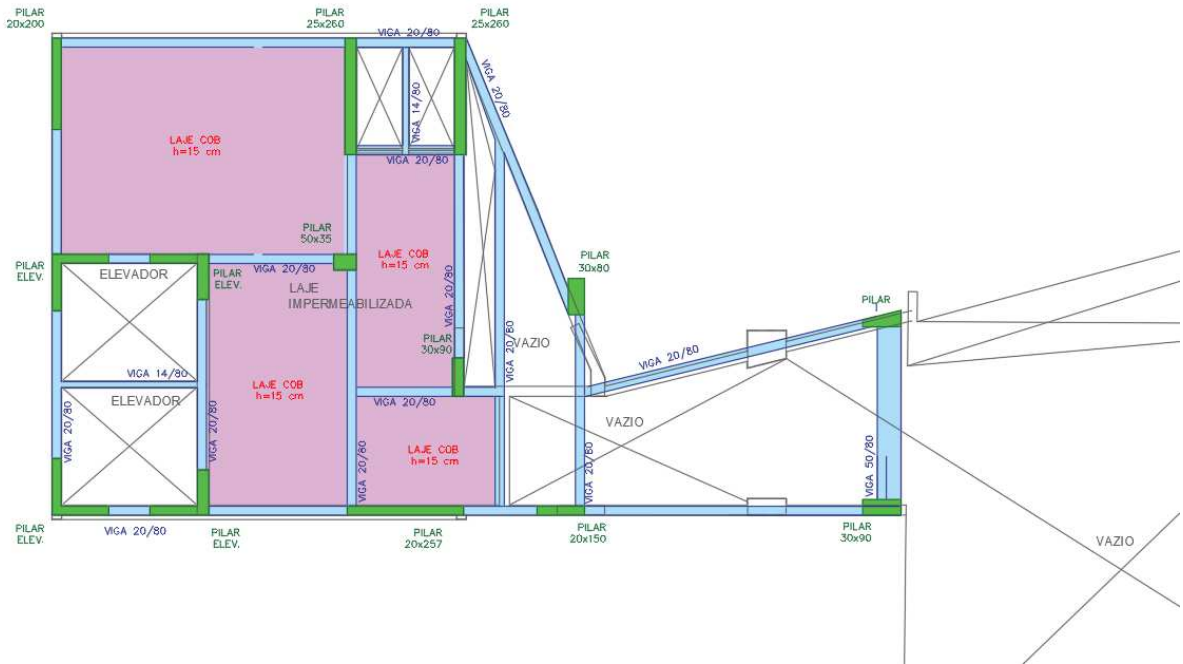 PILAR
20x200
PILAR
25x260
VIGA 20/80
PILAR
25x260
VIGA 20/80
VIGA 14/80
LAJE COB
h=15 cm
VIGA 20/80
PILAR
50x35
LAJE COB
h=15 cm
PILAR
30x80
PILAR
ELEV.
ELEVADOR
PILAR
ELEV.
VIGA 20/80
LAJE
IMPERMEABILIZADA
VIGA 20/80
PILAR
PILAR
30x90
VIGA 20/80
VAZIO
VIGA 20/80
VIGA 14/80
ELEVADOR
LAJE COB
h=15 cm
VIGA 20/80
VAZIO
VIGA 20/80
VIGA 20/80
LAJE COB
h=15 cm
VIGA 20/80
VIGA 20/80
VIGA 50/80
PILAR
ELEV.
VIGA 20/80
PILAR
ELEV.
PILAR
20x257
PILAR
20x150
PILAR
30x90
VAZIO